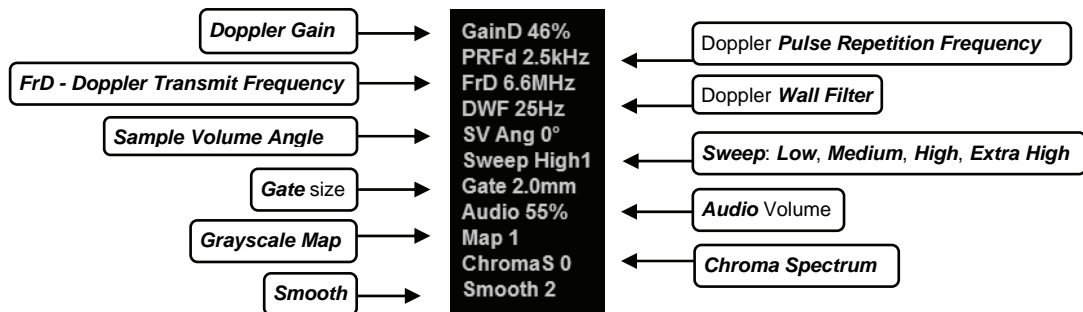 Doppler Gain
FrD - Doppler Transmit Frequency
Sample Volume Angle
Gate size
Grayscale Map
Smooth
GainD 46%
PRFd 2.5kHz
FrD 6.6MHz
DWF 25Hz
SV Ang 0°
Sweep High1
Gate 2.0mm
Audio 55%
Map 1
ChromaS 0
Smooth 2
Doppler Pulse Repetition Frequency
Doppler Wall Filter
Sweep: Low, Medium, High, Extra High
Audio Volume
Chroma Spectrum